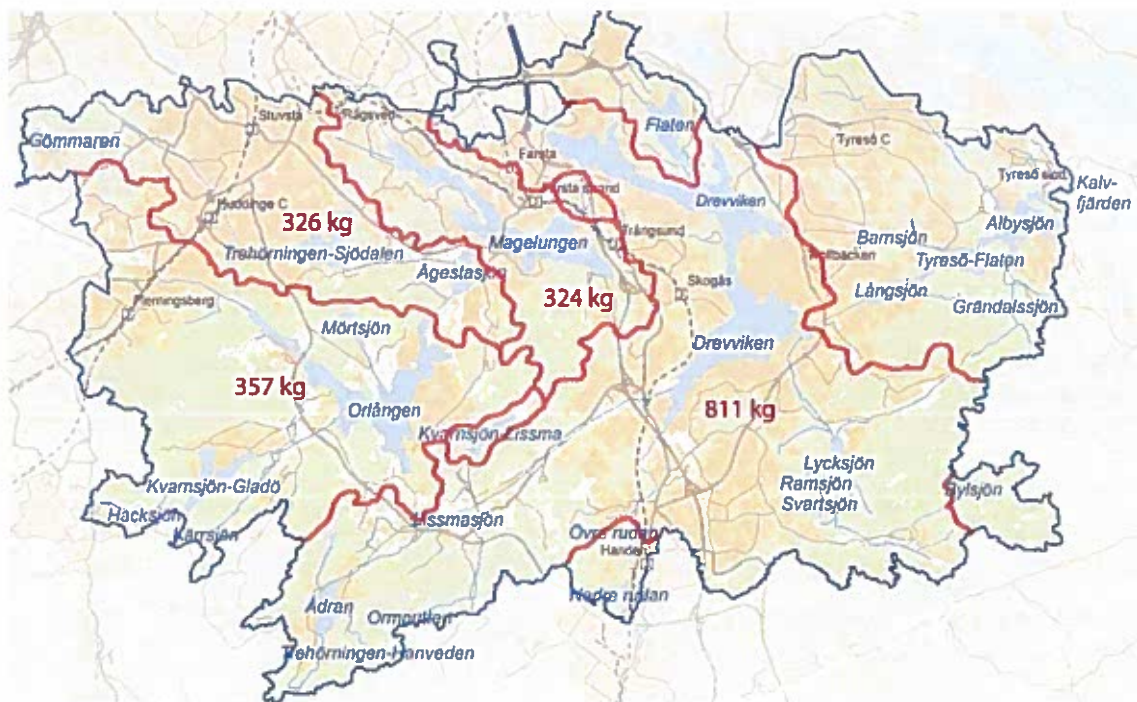 Gömmaren
Stuvsta
Rågsved
Farsta
Flaten
Tyresö C
Tyresö slott
Kalv-
fjärden
Huddinge C
326 kg
Farsta strand
Drevviken
Albysjön
Trehörningen-Sjödalen
Magelungen
Trångsund
Barnsjön
Ågestasjön
Tyresö-Flaten
Flemingsberg
324 kg
Skogås
Långsjön
Grändalssjön
Mörtsjön
Drevviken
357 kg
Orlången
811 kg
Kvarnsjön-Lissma
Lycksjön
Ramsjön
Svartsjön
Kvarnsjön-Gladö
Hacksjön
Kärrsjön
Lissmasjön
Övre rudan
Handen
Nedre rudan
Ådran
Ormputten
Trehörningen-Hanveden